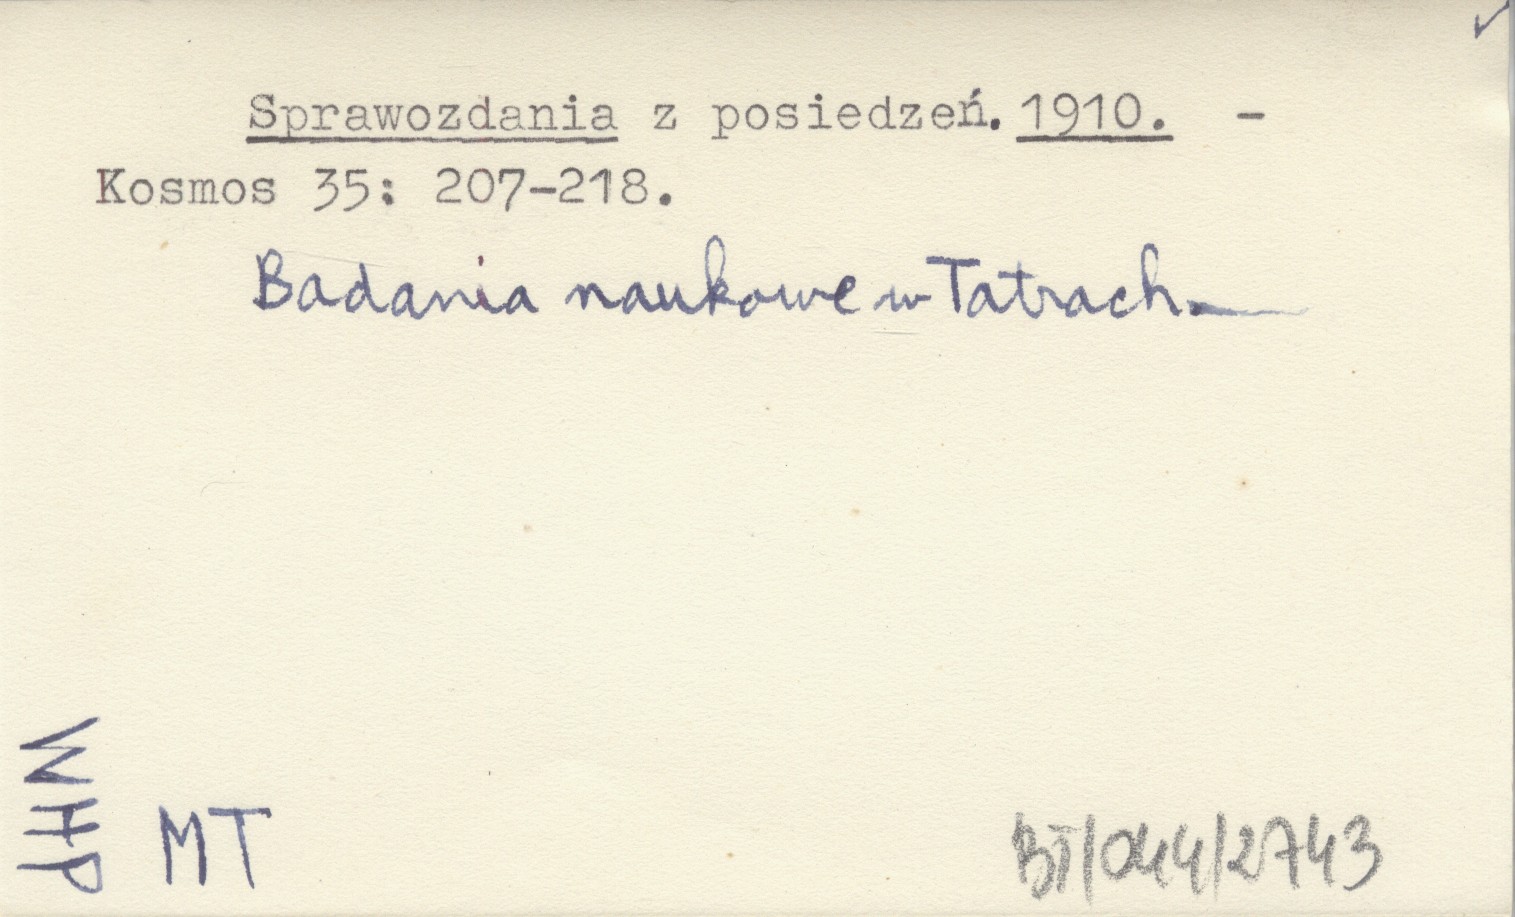 Sprawozdania z posiedzeń. 1910. -
Kosmos 35: 207-218.
Badania naukowe w Tatrach
WHP
MT
BT/044/2743